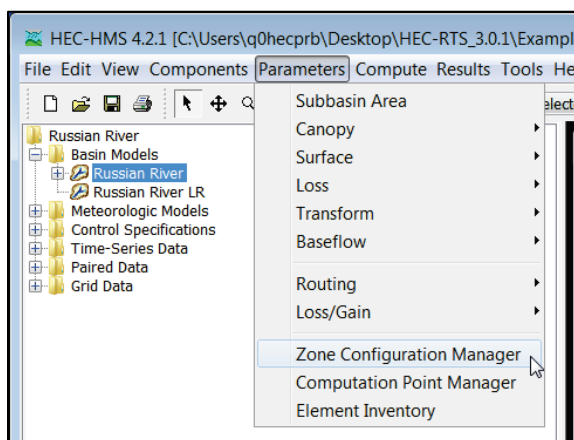 HEC-HMS 4.2.1 [C:\Users\q0hecprb\Desktop\HEC-RTS_3.0.1\Exampl
File Edit View Components Parameters Compute Results Tools He
elect
Russian River
Basin Models
Russian River
Russian River LR
Meteorologic Models
Control Specifications
Time-Series Data
Paired Data
Grid Data
Subbasin Area
Canopy
Surface
Loss
Transform
Baseflow
Routing
Loss/Gain
Zone Configuration Manager
Computation Point Manager
Element Inventory